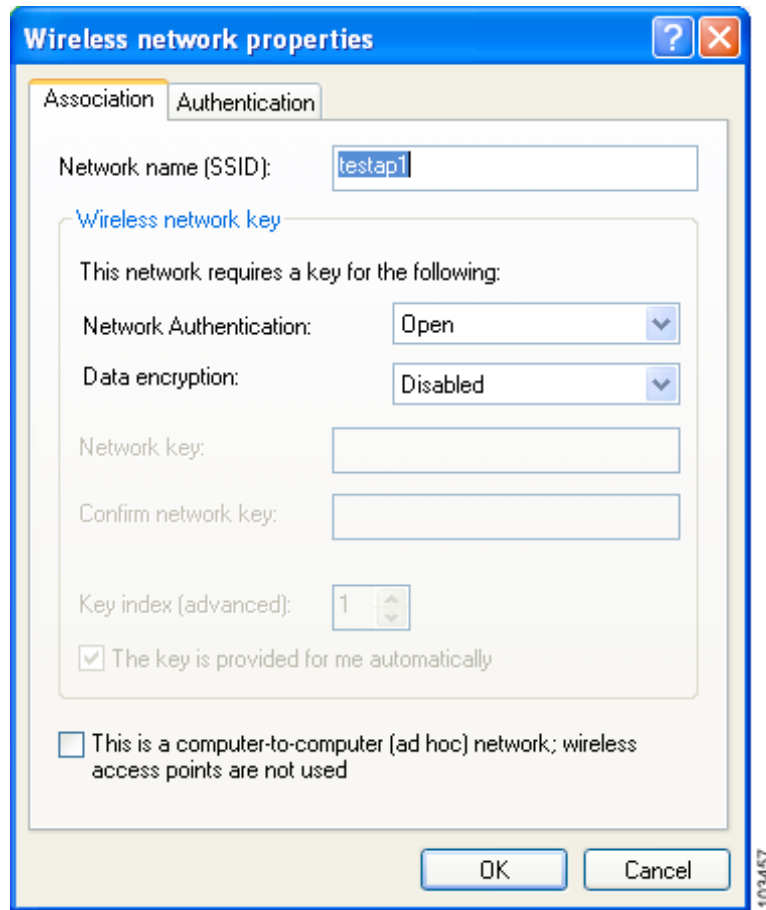 Wireless network properties
Association
Authentication
Network name (SSID):
testap1
Wireless network key
This network requires a key for the following:
Network Authentication:
Open
Data encryption:
Disabled
Network key:
Confirm network key:
Key index (advanced):
1
The key is provided for me automatically
This is a computer-to-computer (ad hoc) network; wireless
access points are not used
OK
Cancel
103457